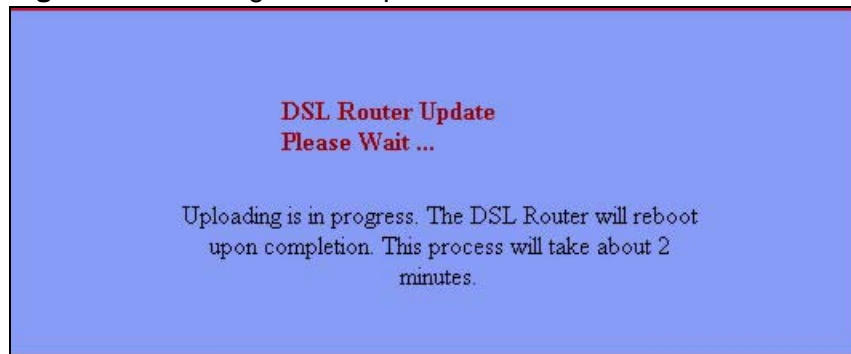 DSL Router Update
Please Wait ...
Uploading is in progress. The DSL Router will reboot
upon completion. This process will take about 2
minutes.